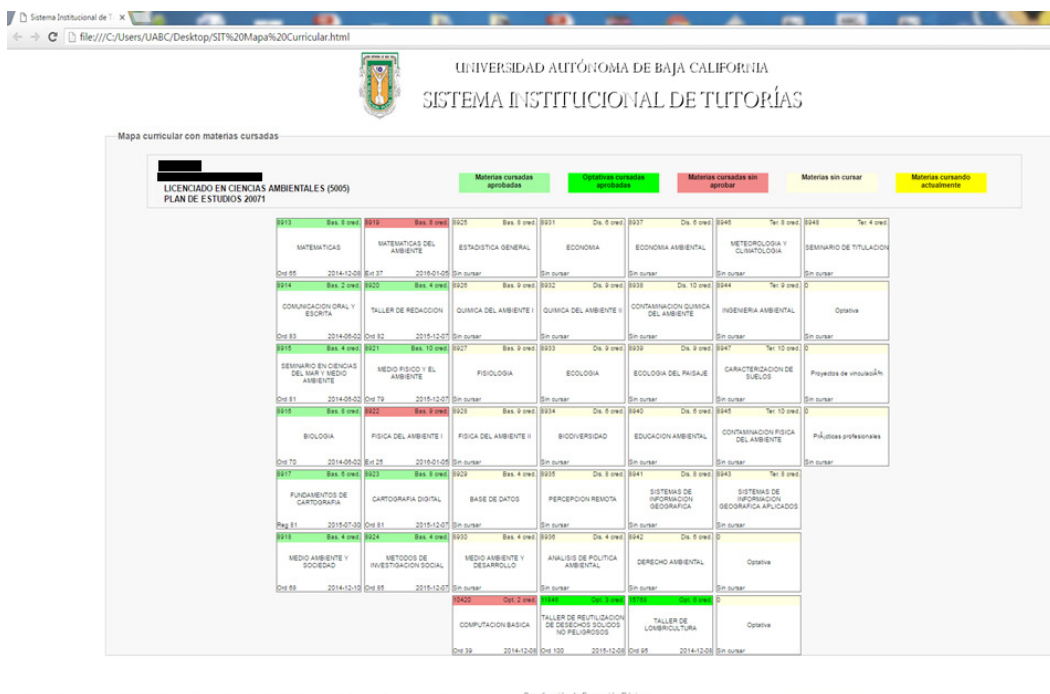 Sistema Institucional de T
file:///C:/Users/UABC/Desktop/SIT%20Mapa%20Curricular.html
UNIVERSIDAD AUTÓNOMA DE BAJA CALIFORNIA
SISTEMA INSTITUCIONAL DE TUTORÍAS
Mapa curricular con materias cursadas
LICENCIADO EN CIENCIAS AMBIENTALES (5005)
PLAN DE ESTUDIOS 20071
Materias cursadas aprobadas
Optativas cursadas aprobadas
Materias cursadas sin aprobar
Materias sin cursar
Materias cursando actualmente
8913 Bas. 8 cred. 8919 Bas. 8 cred. 8925 Bas. 8 cred. 8931 Dis. 6 cred. 8937 Dis. 6 cred. 8946 Ter. 8 cred. 8948 Ter. 4 cred.
MATEMATICAS MATEMATICAS DEL AMBIENTE ESTADISTICA GENERAL ECONOMIA ECONOMIA AMBIENTAL METEOROLOGIA Y CLIMATOLOGIA SEMINARIO DE TITULACION
Ord 65 2014-12-08 Ext 37 2016-01-05 Sin cursar Sin cursar Sin cursar Sin cursar Sin cursar
8914 Bas. 2 cred. 8920 Bas. 4 cred. 8926 Bas. 9 cred. 8932 Dis. 9 cred. 8938 Dis. 10 cred. 8944 Ter. 9 cred. 0
COMUNICACION ORAL Y ESCRITA TALLER DE REDACCION QUIMICA DEL AMBIENTE I QUIMICA DEL AMBIENTE II CONTAMINACION QUIMICA DEL AMBIENTE INGENIERIA AMBIENTAL Optativa
Ord 83 2014-06-02 Ord 92 2015-12-07 Sin cursar Sin cursar Sin cursar Sin cursar Sin cursar
8915 Bas. 4 cred. 8921 Bas. 10 cred. 8927 Bas. 9 cred. 8933 Dis. 9 cred. 8939 Dis. 9 cred. 8947 Ter. 10 cred. 0
SEMINARIO EN CIENCIAS DEL MAR Y MEDIO AMBIENTE MEDIO FISICO Y EL AMBIENTE FISIOLOGIA ECOLOGIA ECOLOGIA DEL PAISAJE CARACTERIZACION DE SUELOS Proyectos de vinculaciÃ³n
Ord 81 2014-06-02 Ord 79 2015-12-07 Sin cursar Sin cursar Sin cursar Sin cursar Sin cursar
8916 Bas. 8 cred. 8922 Bas. 9 cred. 8928 Bas. 9 cred. 8934 Dis. 6 cred. 8940 Dis. 6 cred. 8945 Ter. 10 cred. 0
BIOLOGIA FISICA DEL AMBIENTE I FISICA DEL AMBIENTE II BIODIVERSIDAD EDUCACION AMBIENTAL CONTAMINACION FISICA DEL AMBIENTE PrÃ¡cticas profesionales
Ord 70 2014-06-02 Ext 25 2016-01-05 Sin cursar Sin cursar Sin cursar Sin cursar Sin cursar
8917 Bas. 6 cred. 8923 Bas. 8 cred. 8929 Bas. 4 cred. 8935 Dis. 8 cred. 8941 Dis. 8 cred. 8943 Ter. 8 cred.
FUNDAMENTOS DE CARTOGRAFIA CARTOGRAFIA DIGITAL BASE DE DATOS PERCEPCION REMOTA SISTEMAS DE INFORMACION GEOGRAFICA SISTEMAS DE INFORMACION GEOGRAFICA APLICADOS
Reg 81 2015-07-30 Ord 81 2015-12-07 Sin cursar Sin cursar Sin cursar Sin cursar
8918 Bas. 4 cred. 8924 Bas. 4 cred. 8930 Bas. 4 cred. 8936 Dis. 4 cred. 8942 Dis. 6 cred. 0
MEDIO AMBIENTE Y SOCIEDAD METODOS DE INVESTIGACION SOCIAL MEDIO AMBIENTE Y DESARROLLO ANALISIS DE POLITICA AMBIENTAL DERECHO AMBIENTAL Optativa
Ord 68 2014-12-10 Ord 95 2015-12-07 Sin cursar Sin cursar Sin cursar Sin cursar
10420 Opt. 2 cred. 11346 Opt. 3 cred. 15768 Opt. 6 cred. 0
COMPUTACION BASICA TALLER DE REUTILIZACION DE DESECHOS SOLIDOS NO PELIGROSOS TALLER DE LOMBRICULTURA Optativa
Ord 39 2014-12-08 Ord 100 2015-12-08 Ord 95 2014-12-08 Sin cursar